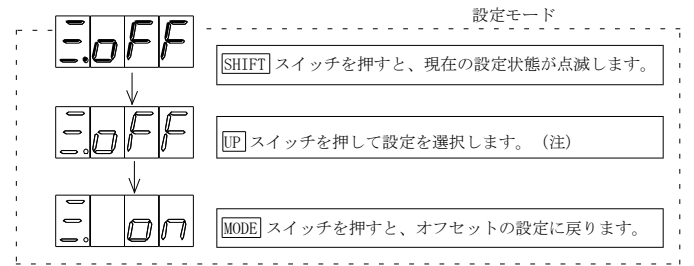 設定モード
oFF
SHIFT スイッチを押すと、現在の設定状態が点滅します。
oFF
UP スイッチを押して設定を選択します。（注）
on
MODE スイッチを押すと、オフセットの設定に戻ります。